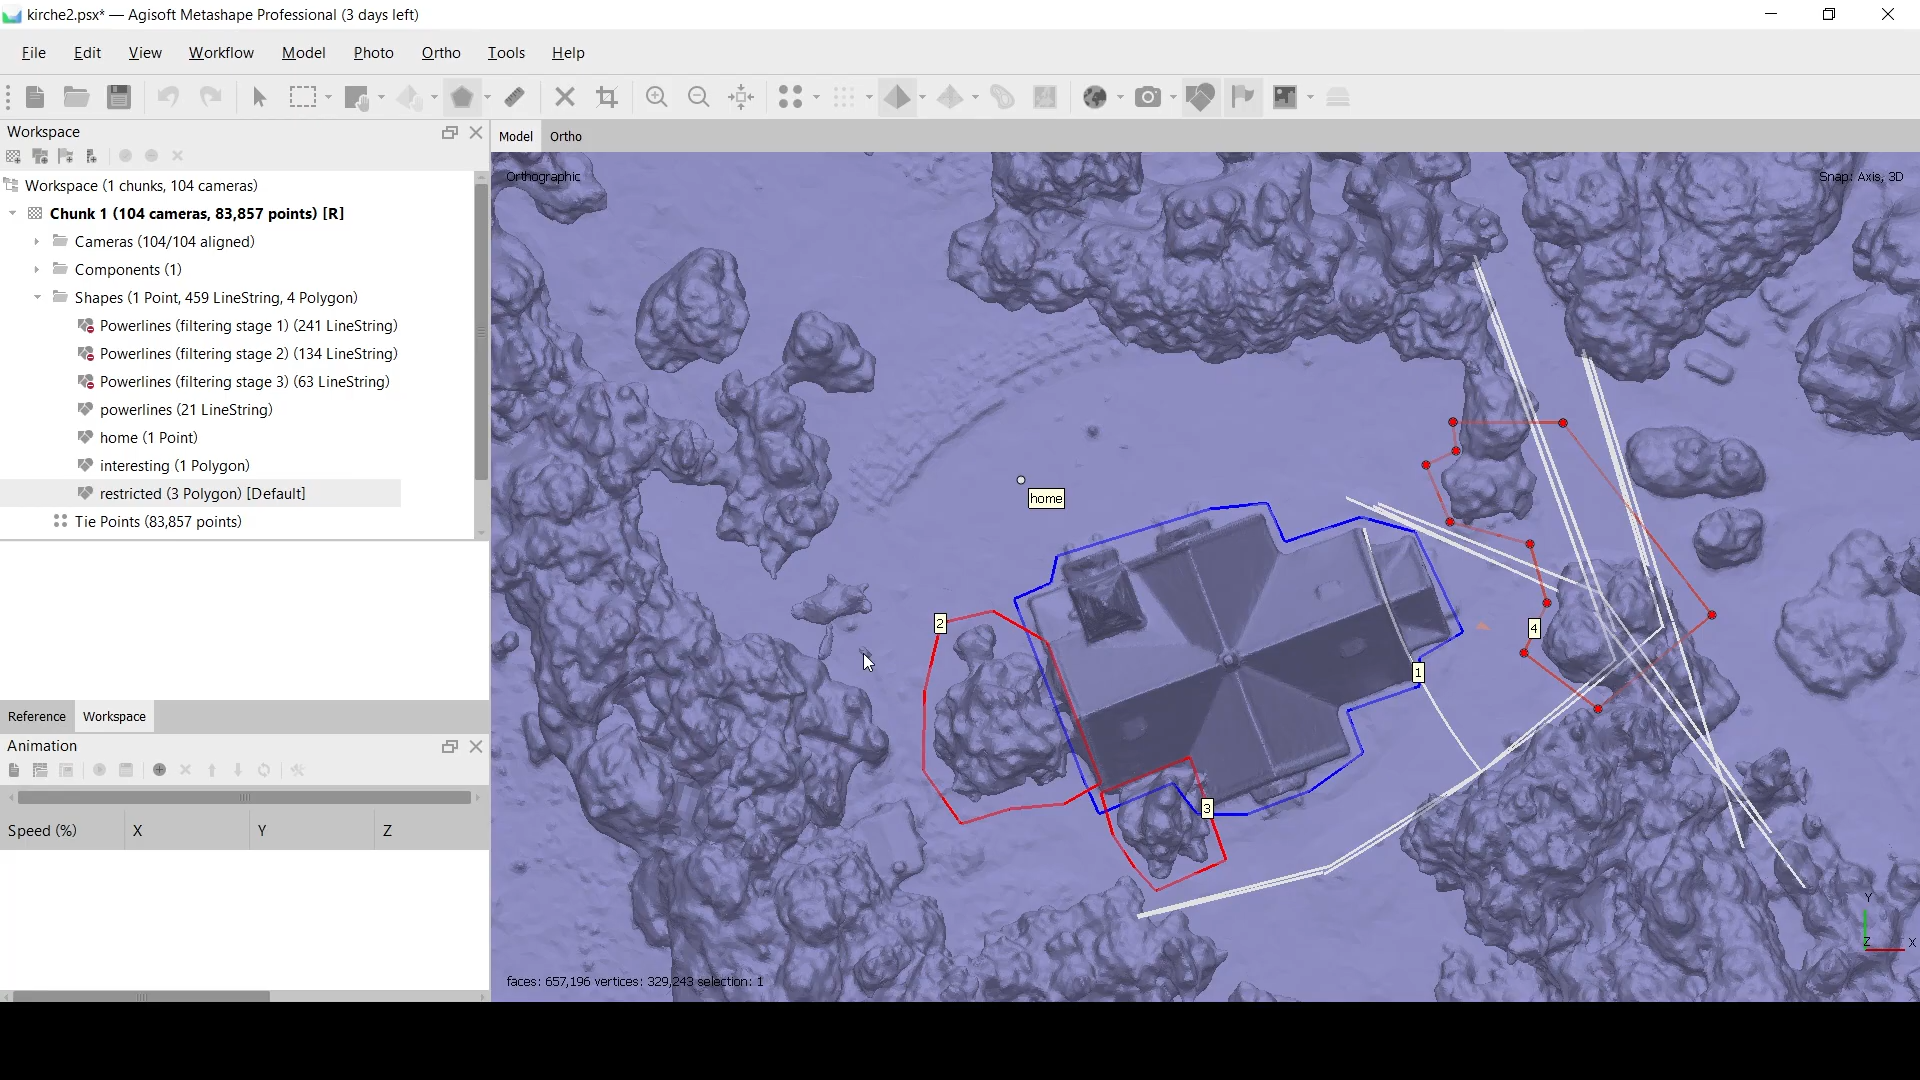 kirche2.psx* — Agisoft Metashape Professional (3 days left)
File Edit View Workflow Model Photo Ortho Tools Help
Workspace
Workspace (1 chunks, 104 cameras)
Chunk 1 (104 cameras, 83,857 points) [R]
Cameras (104/104 aligned)
Components (1)
Shapes (1 Point, 459 LineString, 4 Polygon)
Powerlines (filtering stage 1) (241 LineString)
Powerlines (filtering stage 2) (134 LineString)
Powerlines (filtering stage 3) (63 LineString)
powerlines (21 LineString)
home (1 Point)
interesting (1 Polygon)
restricted (3 Polygon) [Default]
Tie Points (83,857 points)
Reference Workspace
Animation
Speed (%) X Y Z
Model Ortho
Orthographic
Snap: Axis, 3D
home
2
4
1
3
Y
Z X
faces: 657,196 vertices: 329,243 selection: 1